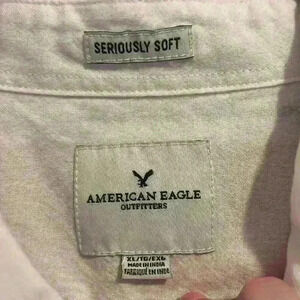 SERIOUSLY SOFT
AMERICAN EAGLE
OUTFITTERS
XL/TG/EXG
MADE IN INDIA
FABRIQUÉ EN INDE